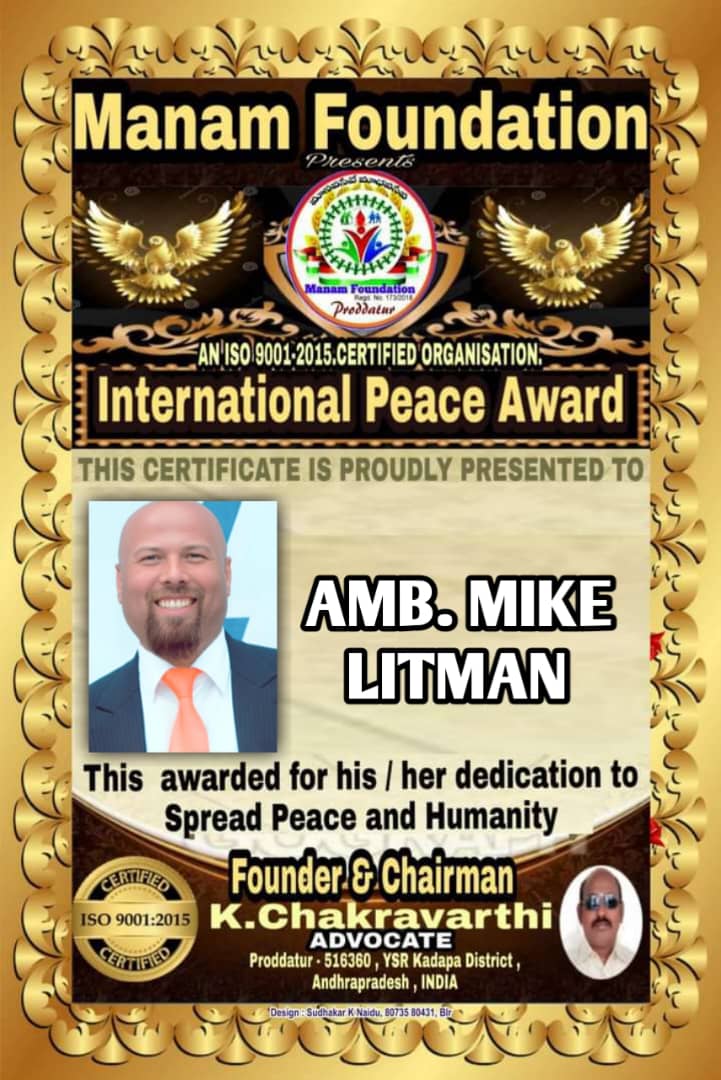 Manam Foundation
Presents
మానవసేవే మాధవసేవ
Manam Foundation
Regd. No. 173/2018
Proddatur
AN ISO 9001-2015.CERTIFIED ORGANISATION.
International Peace Award
THIS CERTIFICATE IS PROUDLY PRESENTED TO
AMB. MIKE
LITMAN
This awarded for his / her dedication to
Spread Peace and Humanity
Founder & Chairman
CERTIFIED
ISO 9001:2015
CERTIFIED
K.Chakravarthi
ADVOCATE
Proddatur - 516360 , YSR Kadapa District ,
Andhrapradesh , INDIA
Design : Sudhakar K Naidu, 80735 80431, Blr